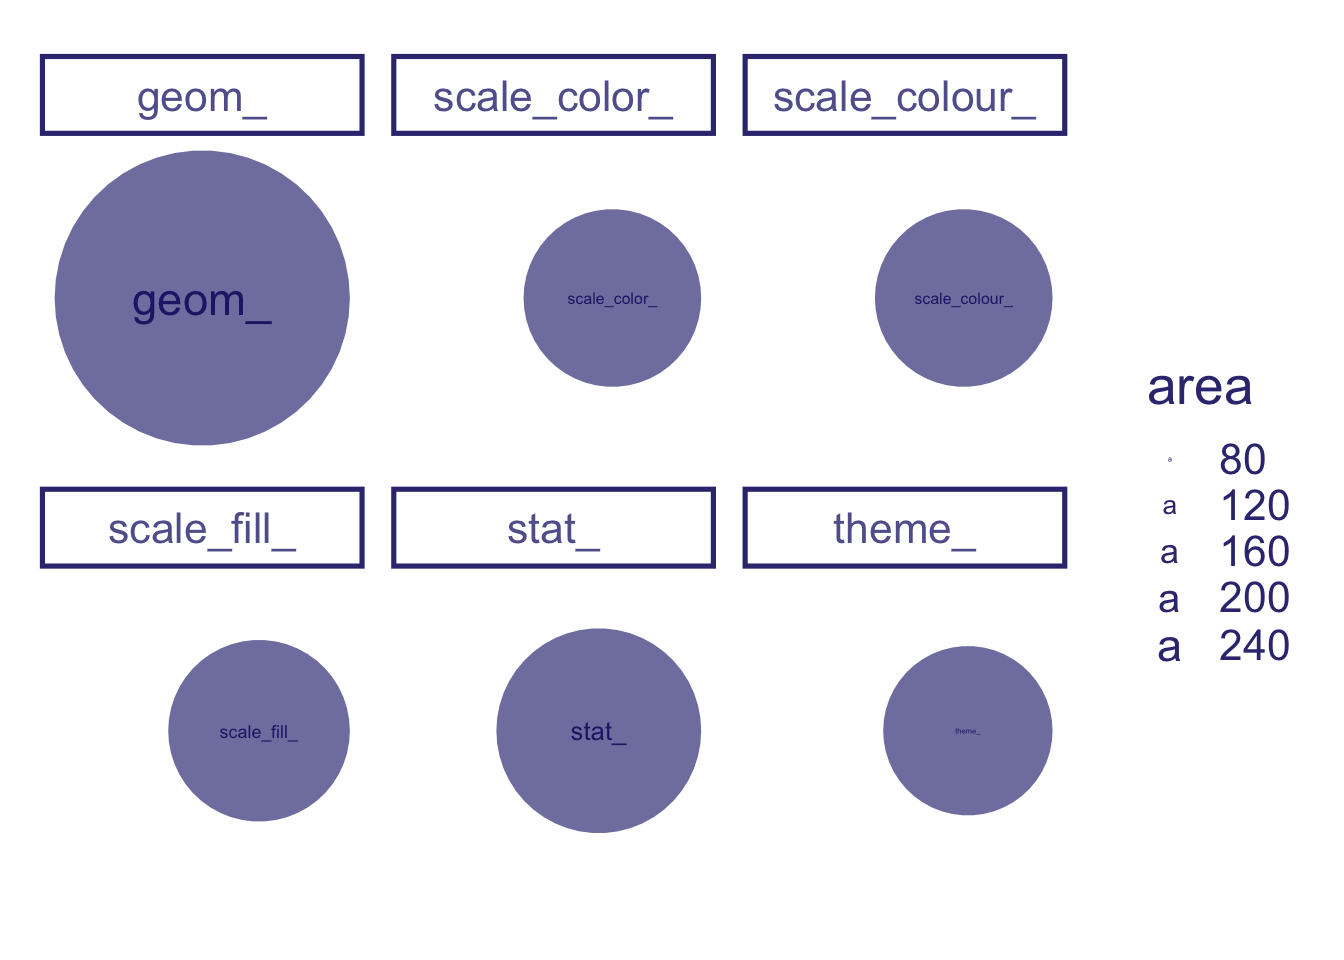 geom_
scale_color_
scale_colour_
geom_
scale_color_
scale_colour_
scale_fill_
stat_
theme_
scale_fill_
stat_
theme_
area
a 80
a 120
a 160
a 200
a 240